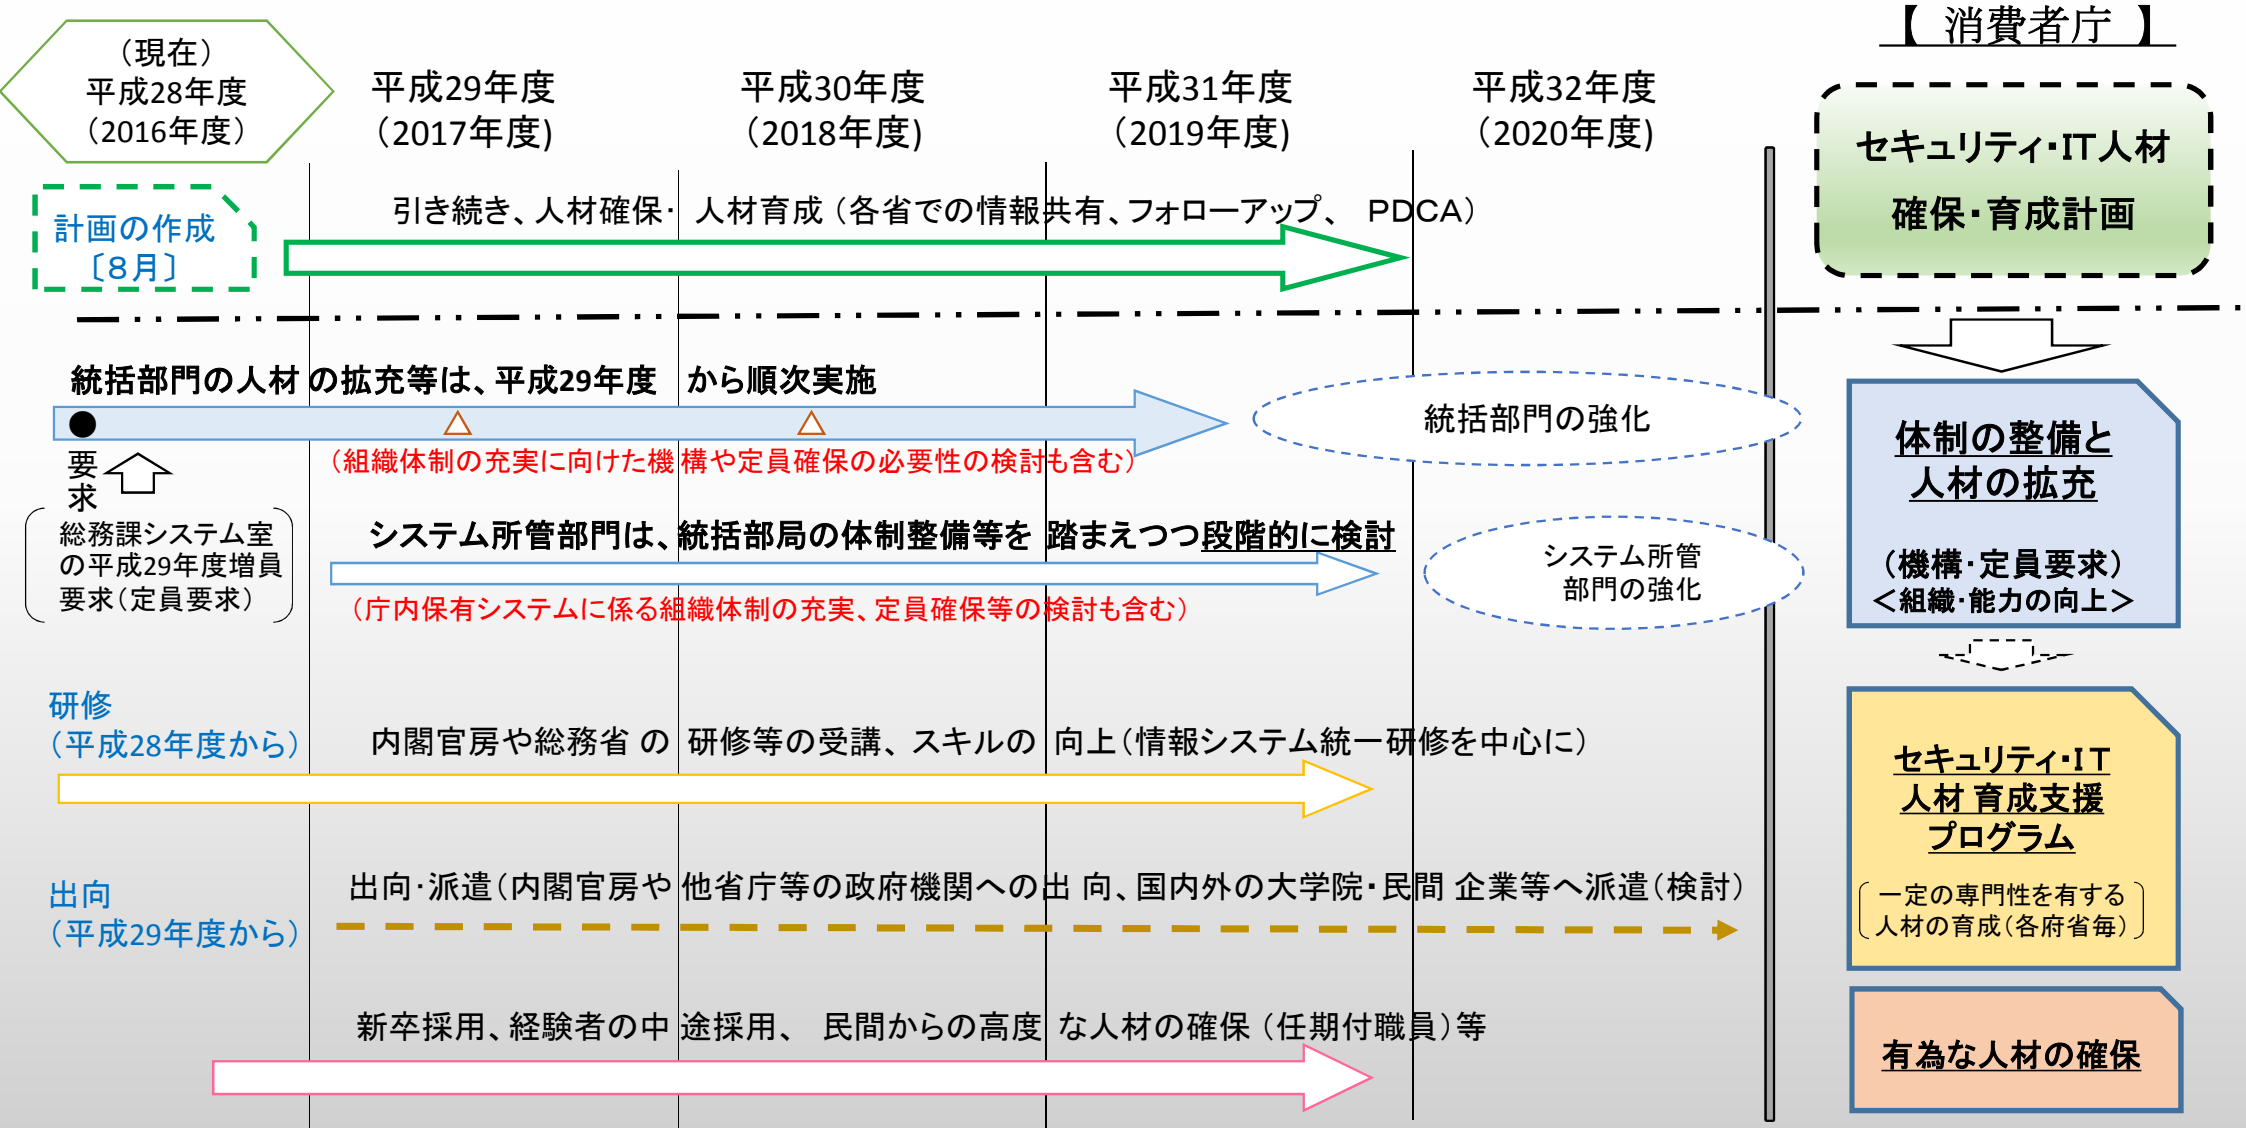 【 消費者庁 】
（現在）
平成28年度
（2016年度）
平成29年度
（2017年度)
平成30年度
（2018年度)
平成31年度
（2019年度)
平成32年度
（2020年度)
セキュリティ・IT人材
確保・育成計画
計画の作成
〔８月〕
引き続き、人材確保・ 人材育成（各省での情報共有、フォローアップ、 PDCA）
統括部門の人材 の拡充等は、平成29年度 から順次実施
（組織体制の充実に向けた機構や定員確保の必要性の検討も含む）
統括部門の強化
要
求
総務課システム室
の平成29年度増員
要求（定員要求）
システム所管部門は、統括部局の体制整備等を 踏まえつつ段階的に検討
（庁内保有システムに係る組織体制の充実、定員確保等の検討も含む）
システム所管
部門の強化
体制の整備と
人材の拡充
（機構・定員要求）
＜組織・能力の向上＞
研修
（平成28年度から）
内閣官房や総務省 の 研修等の受講、スキルの 向上（情報システム統一研修を中心に）
セキュリティ・IT
人材 育成支援
プログラム
一定の専門性を有する
人材の育成（各府省毎）
出向
（平成29年度から）
出向・派遣（内閣官房や 他省庁等の政府機関への出 向、国内外の大学院・民間 企業等へ派遣（検討）
新卒採用、経験者の中 途採用、 民間からの高度 な人材の確保（任期付職員）等
有為な人材の確保